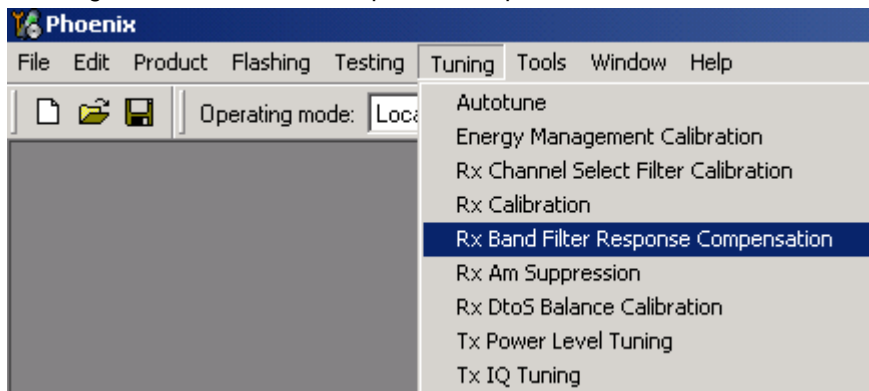 Phoenix
File Edit Product Flashing Testing Tuning Tools Window Help
Operating mode:
Autotune
Energy Management Calibration
Rx Channel Select Filter Calibration
Rx Calibration
Rx Band Filter Response Compensation
Rx Am Suppression
Rx DtoS Balance Calibration
Tx Power Level Tuning
Tx IQ Tuning